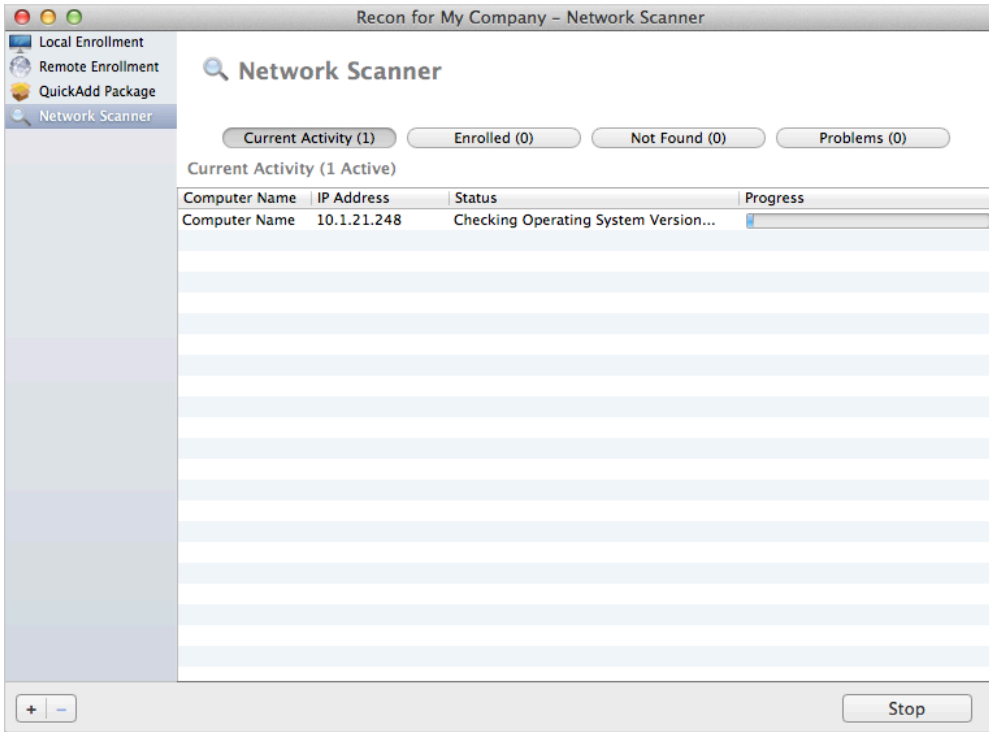 Recon for My Company – Network Scanner
Local Enrollment
Remote Enrollment
QuickAdd Package
Network Scanner
Network Scanner
Current Activity (1) Enrolled (0) Not Found (0) Problems (0)
Current Activity (1 Active)
Computer Name IP Address Status Progress
Computer Name 10.1.21.248 Checking Operating System Version...
+ –
Stop